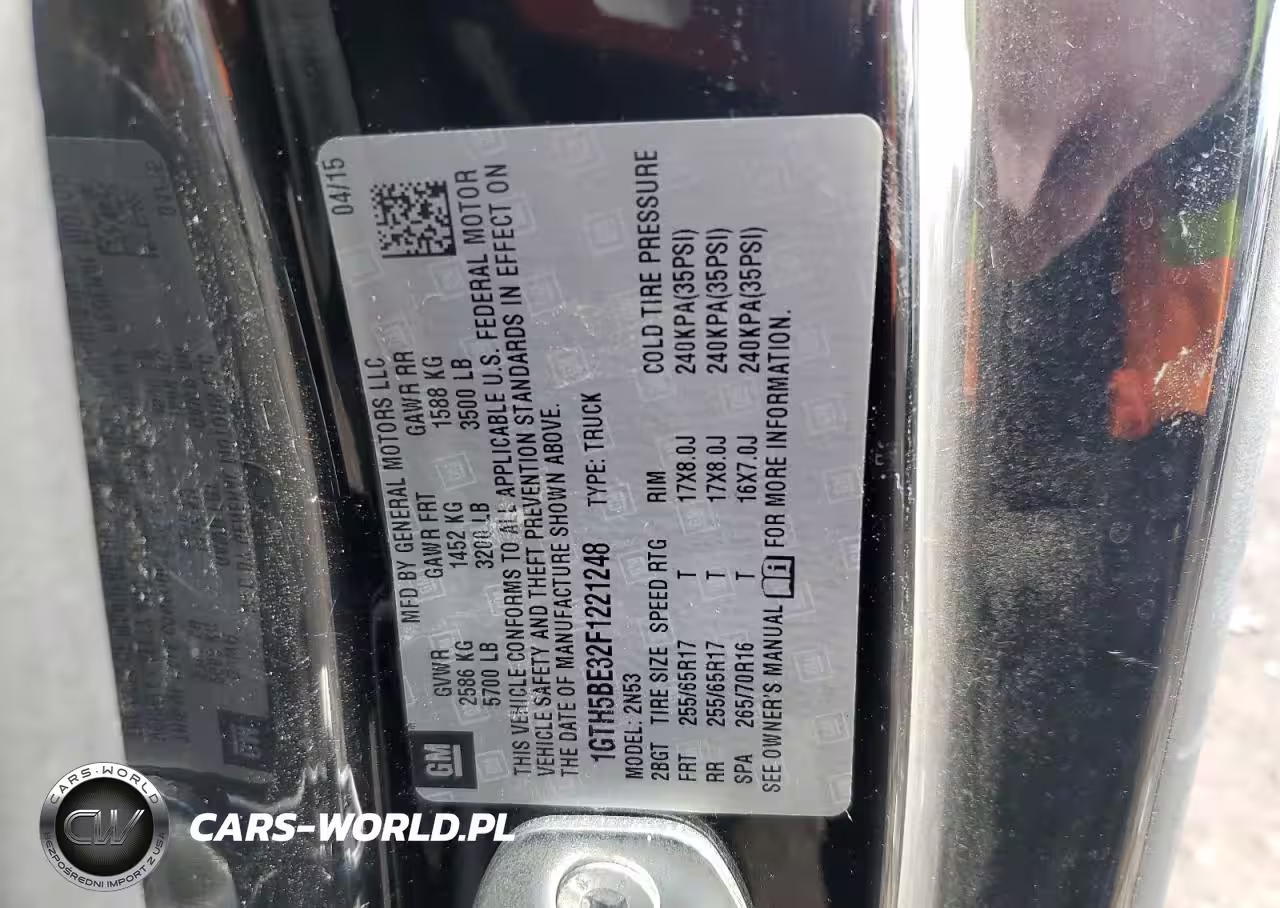 04/15
MFD BY GENERAL MOTORS LLC
GVWR GAWR FRT GAWR RR
2586 KG 1452 KG 1588 KG
5700 LB 3200 LB 3500 LB
THIS VEHICLE CONFORMS TO ALL APPLICABLE U.S. FEDERAL MOTOR
VEHICLE SAFETY AND THEFT PREVENTION STANDARDS IN EFFECT ON
THE DATE OF MANUFACTURE SHOWN ABOVE.
1GTH5BE32F1221248 TYPE: TRUCK
MODEL: 2N53
2BGT TIRE SIZE SPEED RTG RIM COLD TIRE PRESSURE
FRT 255/65R17 T 17X8.0J 240KPA(35PSI)
RR 255/65R17 T 17X8.0J 240KPA(35PSI)
SPA 265/70R16 T 16X7.0J 240KPA(35PSI)
SEE OWNER'S MANUAL i FOR MORE INFORMATION.
GM
CARS-WORLD
CW
BEZPOŚREDNI IMPORT Z USA
CARS-WORLD.PL